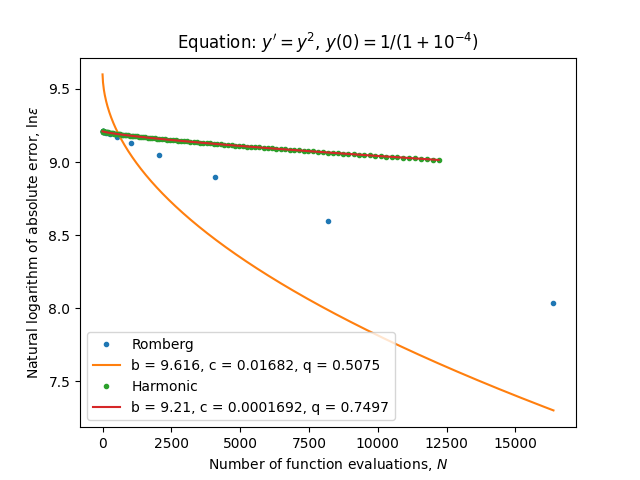 Equation: y′ = y², y(0) = 1/(1 + 10⁻⁴)
Natural logarithm of absolute error, lnε
9.5
9.0
8.5
8.0
7.5
Romberg
b = 9.616, c = 0.01682, q = 0.5075
Harmonic
b = 9.21, c = 0.0001692, q = 0.7497
0 2500 5000 7500 10000 12500 15000
Number of function evaluations, N